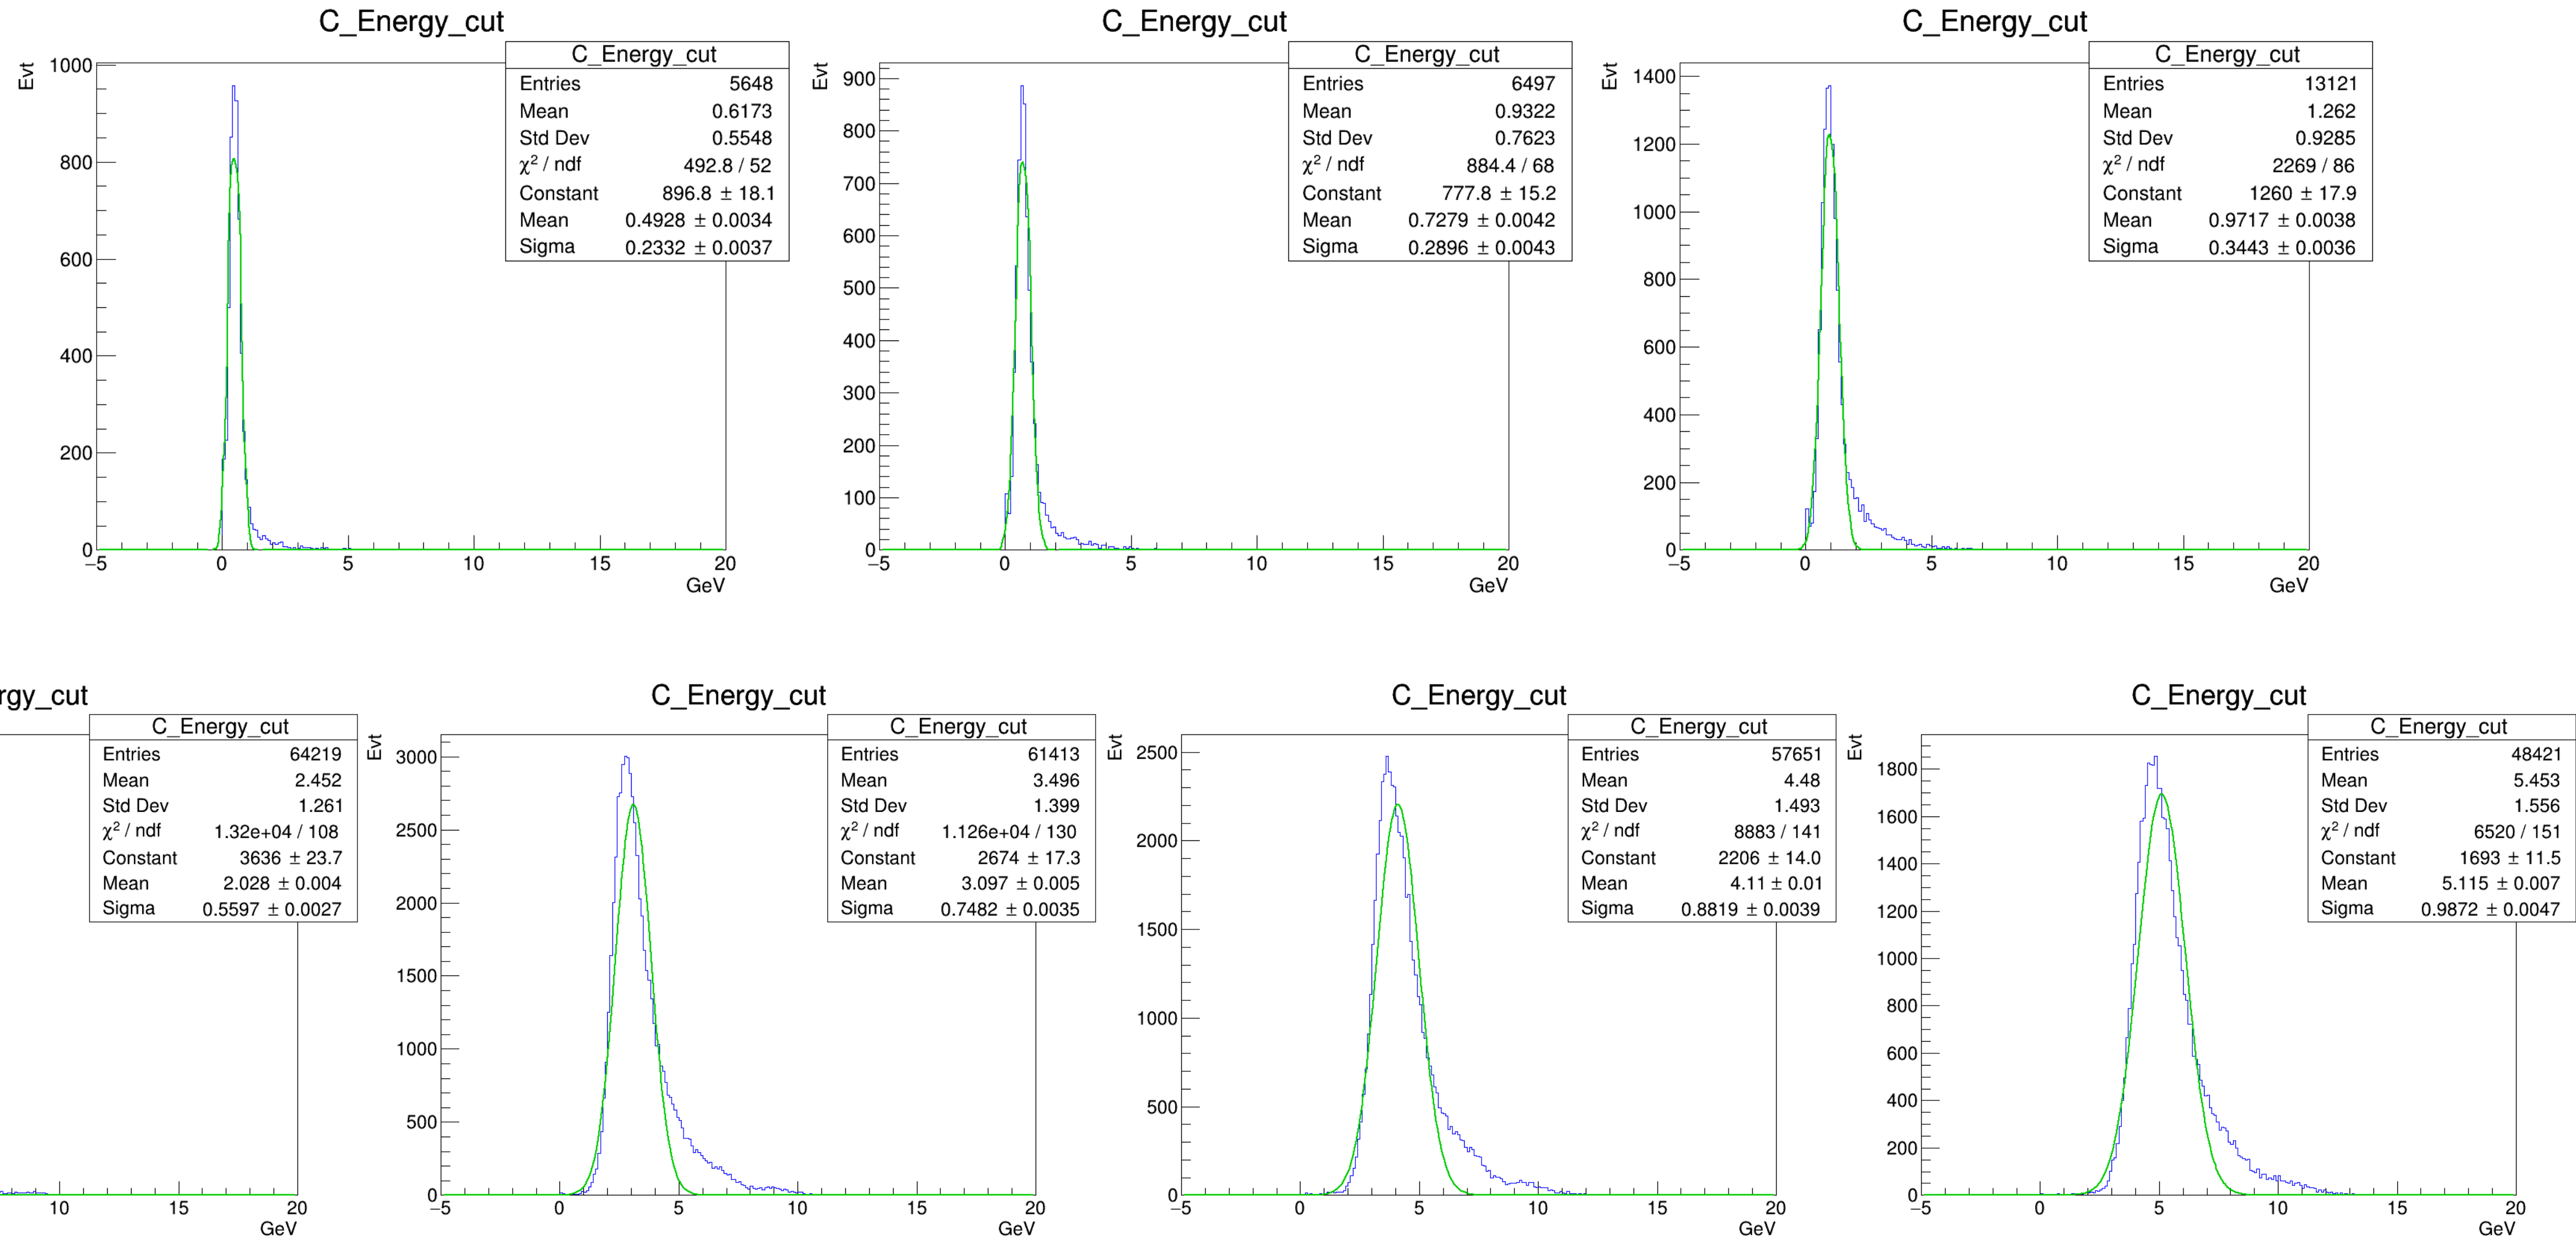 C_Energy_cut
Evt
1000
800
600
400
200
0
−5 0 5 10 15 20
GeV
C_Energy_cut
Entries 5648
Mean 0.6173
Std Dev 0.5548
χ² / ndf 492.8 / 52
Constant 896.8 ± 18.1
Mean 0.4928 ± 0.0034
Sigma 0.2332 ± 0.0037
C_Energy_cut
Evt
900
800
700
600
500
400
300
200
100
0
−5 0 5 10 15 20
GeV
C_Energy_cut
Entries 6497
Mean 0.9322
Std Dev 0.7623
χ² / ndf 884.4 / 68
Constant 777.8 ± 15.2
Mean 0.7279 ± 0.0042
Sigma 0.2896 ± 0.0043
C_Energy_cut
Evt
1400
1200
1000
800
600
400
200
0
−5 0 5 10 15 20
GeV
C_Energy_cut
Entries 13121
Mean 1.262
Std Dev 0.9285
χ² / ndf 2269 / 86
Constant 1260 ± 17.9
Mean 0.9717 ± 0.0038
Sigma 0.3443 ± 0.0036
rgy_cut
C_Energy_cut
Entries 64219
Mean 2.452
Std Dev 1.261
χ² / ndf 1.32e+04 / 108
Constant 3636 ± 23.7
Mean 2.028 ± 0.004
Sigma 0.5597 ± 0.0027
10 15 20
GeV
C_Energy_cut
Evt
3000
2500
2000
1500
1000
500
0
−5 0 5 10 15 20
GeV
C_Energy_cut
Entries 61413
Mean 3.496
Std Dev 1.399
χ² / ndf 1.126e+04 / 130
Constant 2674 ± 17.3
Mean 3.097 ± 0.005
Sigma 0.7482 ± 0.0035
C_Energy_cut
Evt
2500
2000
1500
1000
500
0
−5 0 5 10 15 20
GeV
C_Energy_cut
Entries 57651
Mean 4.48
Std Dev 1.493
χ² / ndf 8883 / 141
Constant 2206 ± 14.0
Mean 4.11 ± 0.01
Sigma 0.8819 ± 0.0039
C_Energy_cut
Evt
1800
1600
1400
1200
1000
800
600
400
200
0
−5 0 5 10 15 20
GeV
C_Energy_cut
Entries 48421
Mean 5.453
Std Dev 1.556
χ² / ndf 6520 / 151
Constant 1693 ± 11.5
Mean 5.115 ± 0.007
Sigma 0.9872 ± 0.0047